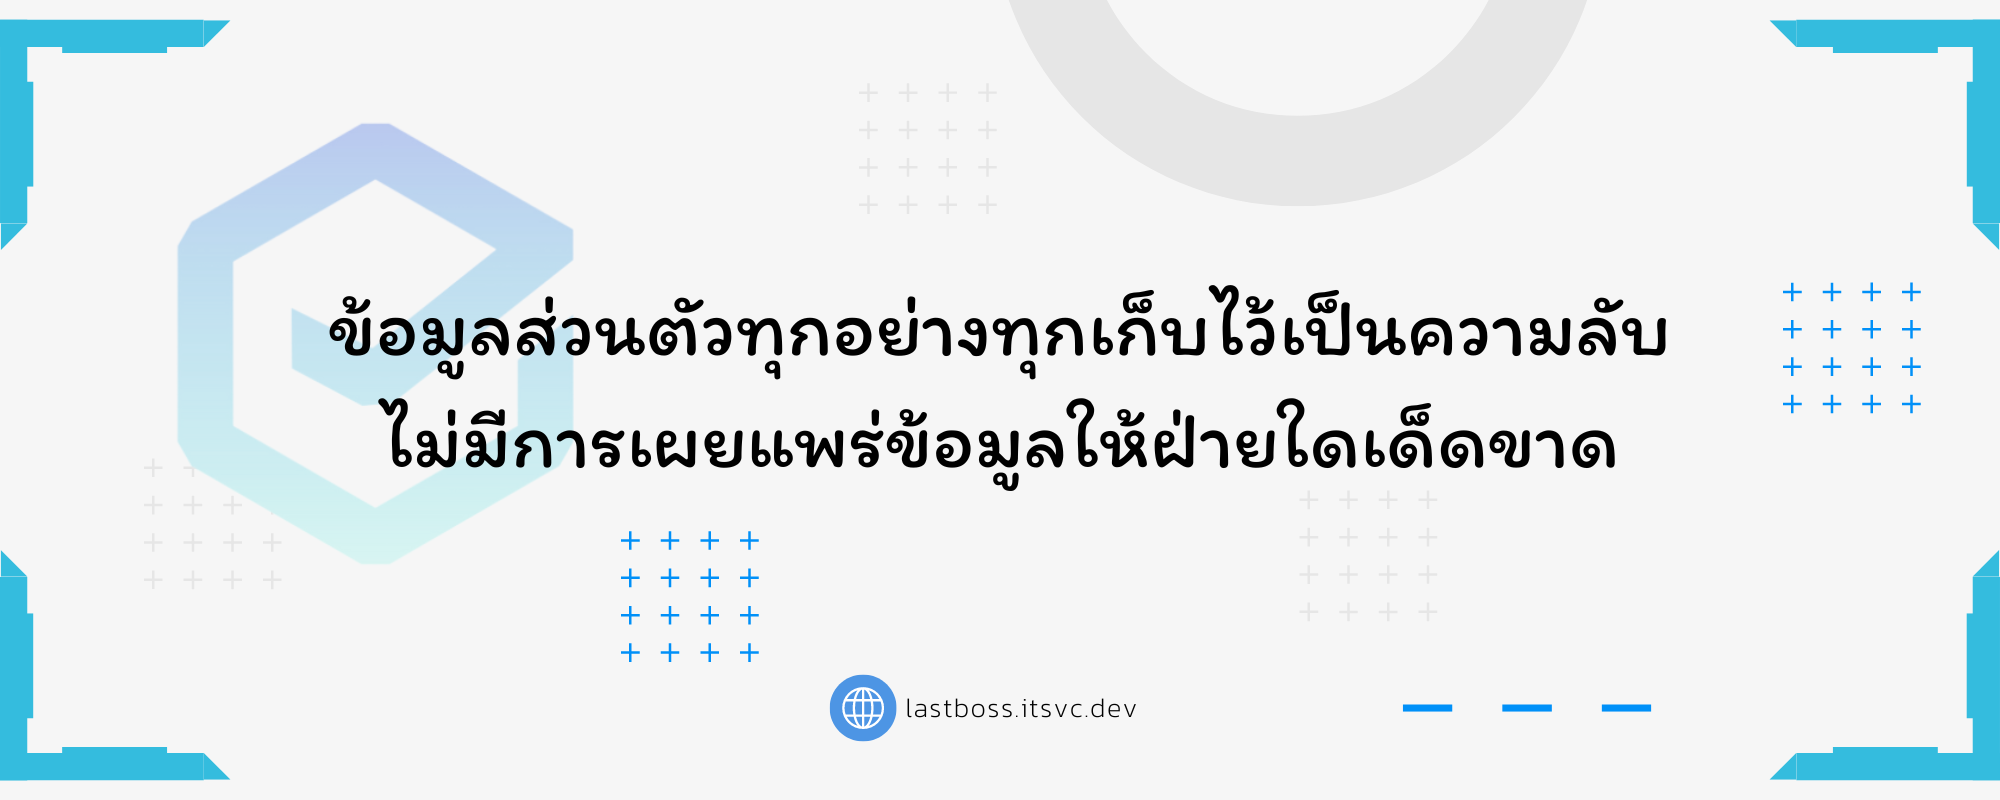 ข้อมูลส่วนตัวทุกอย่างทุกเก็บไว้เป็นความลับ
ไม่มีการเผยแพร่ข้อมูลให้ฝ่ายใดเด็ดขาด
lastboss.itsvc.dev